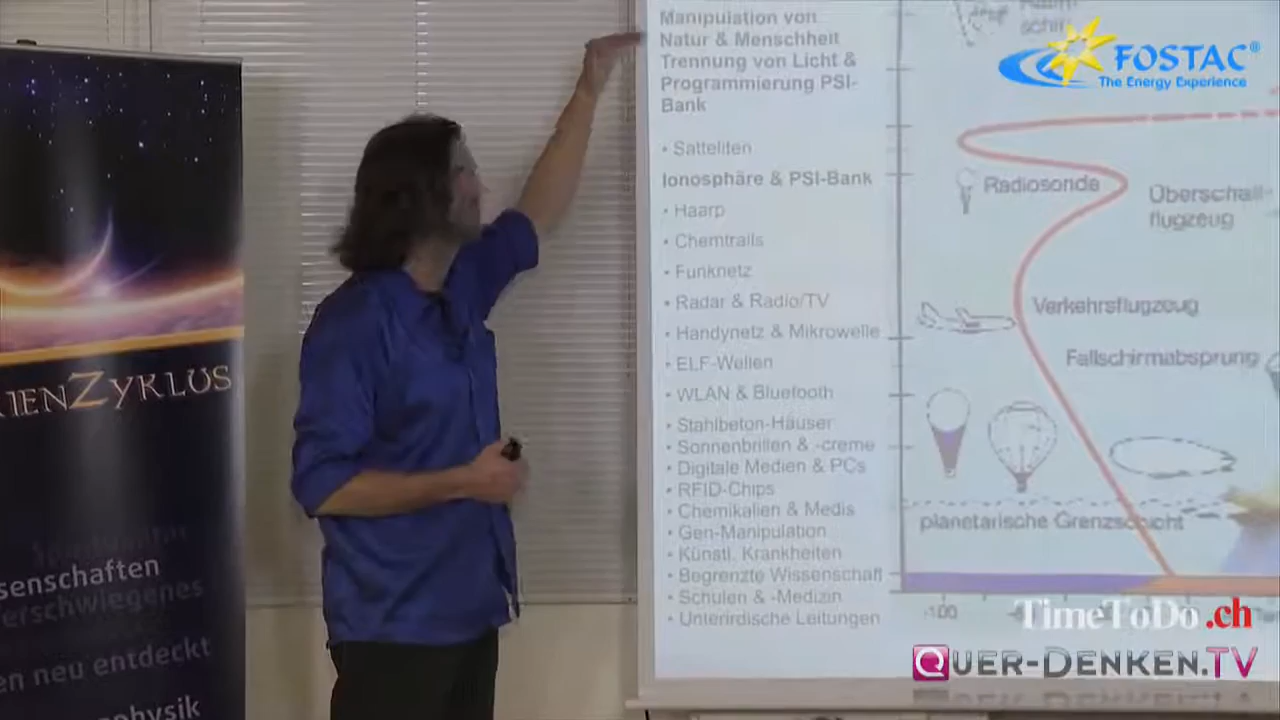 Manipulation von
Natur & Menschheit
Trennung von Licht &
Programmierung PSI-
Bank
• Satteliten
Ionosphäre & PSI-Bank
• Haarp
• Chemtrails
• Funknetz
• Radar & Radio/TV
• Handynetz & Mikrowelle
• ELF-Wellen
• WLAN & Bluetooth
• Stahlbeton-Häuser
• Sonnenbrillen & -creme
• Digitale Medien & PCs
• RFID-Chips
• Chemikalien & Medis
• Gen-Manipulation
• Künstl. Krankheiten
• Begrenzte Wissenschaft
• Schulen & -Medizin
• Unterirdische Leitungen
FOSTAC®
The Energy Experience
Radiosonde
Überschall-
flugzeug
Verkehrsflugzeug
Fallschirmabsprung
planetarische Grenzschicht
-100
TimeToDo.ch
QUER-DENKEN.TV
IENZYKLUS
senschaften
erschwiegenes
en neu entdeckt
physik